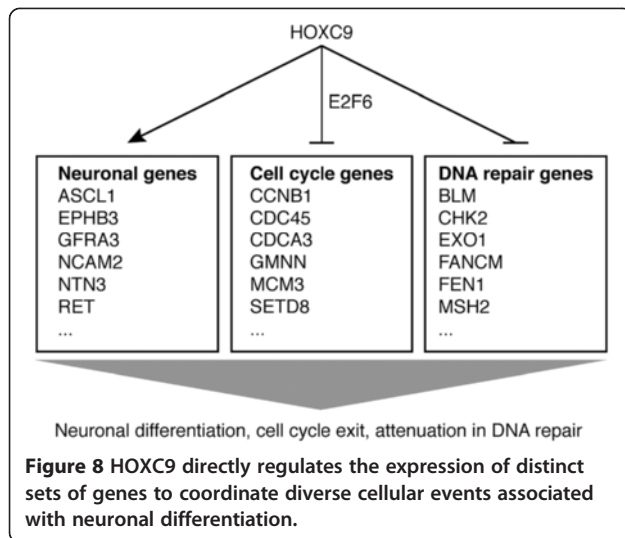 HOXC9
E2F6
Neuronal genes
ASCL1
EPHB3
GFRA3
NCAM2
NTN3
RET
...
Cell cycle genes
CCNB1
CDC45
CDCA3
GMNN
MCM3
SETD8
...
DNA repair genes
BLM
CHK2
EXO1
FANCM
FEN1
MSH2
...
Neuronal differentiation, cell cycle exit, attenuation in DNA repair
Figure 8 HOXC9 directly regulates the expression of distinct
sets of genes to coordinate diverse cellular events associated
with neuronal differentiation.